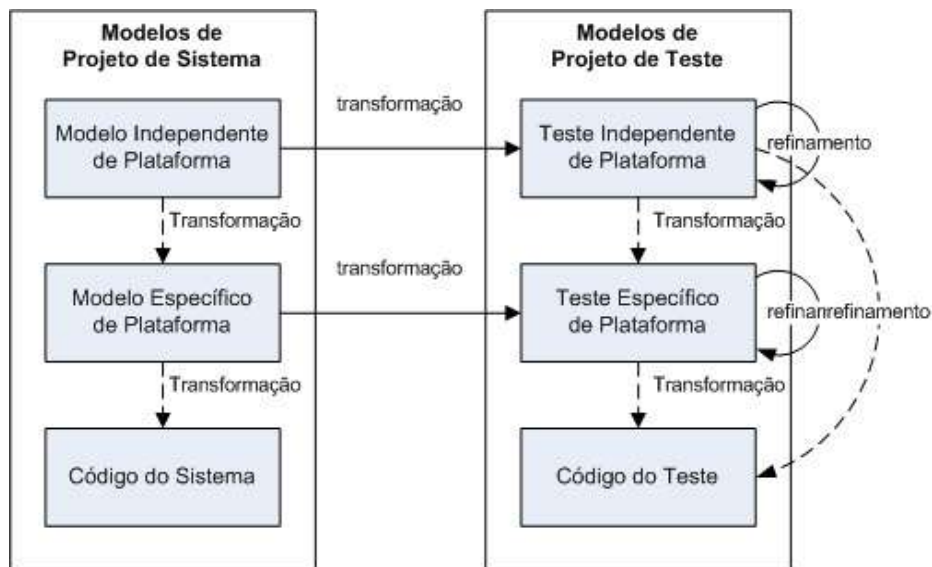 Modelos de
Projeto de Sistema
Modelos de
Projeto de Teste
transformação
Modelo Independente
de Plataforma
Teste Independente
de Plataforma
refinamento
Transformação
Transformação
transformação
Modelo Específico
de Plataforma
Teste Específico
de Plataforma
refinamento
Transformação
Transformação
Código do Sistema
Código do Teste